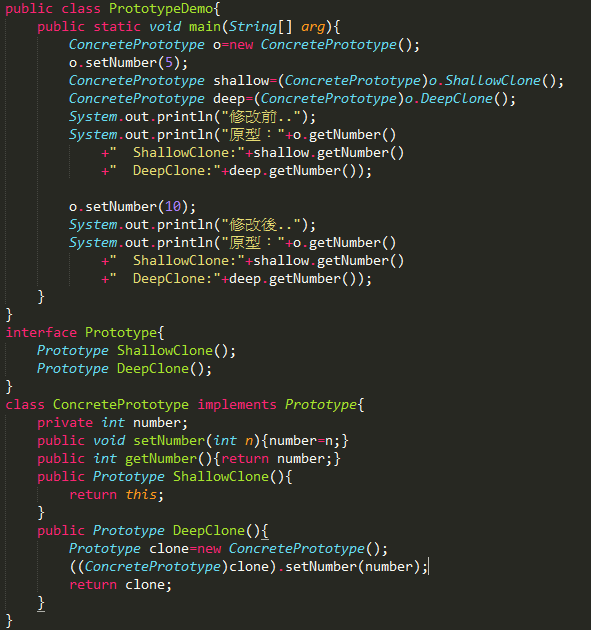 public class PrototypeDemo{
    public static void main(String[] arg){
        ConcretePrototype o=new ConcretePrototype();
        o.setNumber(5);
        ConcretePrototype shallow=(ConcretePrototype)o.ShallowClone();
        ConcretePrototype deep=(ConcretePrototype)o.DeepClone();
        System.out.println("修改前..");
        System.out.println("原型："+o.getNumber()
            +"  ShallowClone:"+shallow.getNumber()
            +"  DeepClone:"+deep.getNumber());

        o.setNumber(10);
        System.out.println("修改後..");
        System.out.println("原型："+o.getNumber()
            +"  ShallowClone:"+shallow.getNumber()
            +"  DeepClone:"+deep.getNumber());
    }
}
interface Prototype{
    Prototype ShallowClone();
    Prototype DeepClone();
}
class ConcretePrototype implements Prototype{
    private int number;
    public void setNumber(int n){number=n;}
    public int getNumber(){return number;}
    public Prototype ShallowClone(){
        return this;
    }
    public Prototype DeepClone(){
        Prototype clone=new ConcretePrototype();
        ((ConcretePrototype)clone).setNumber(number);
        return clone;
    }
}